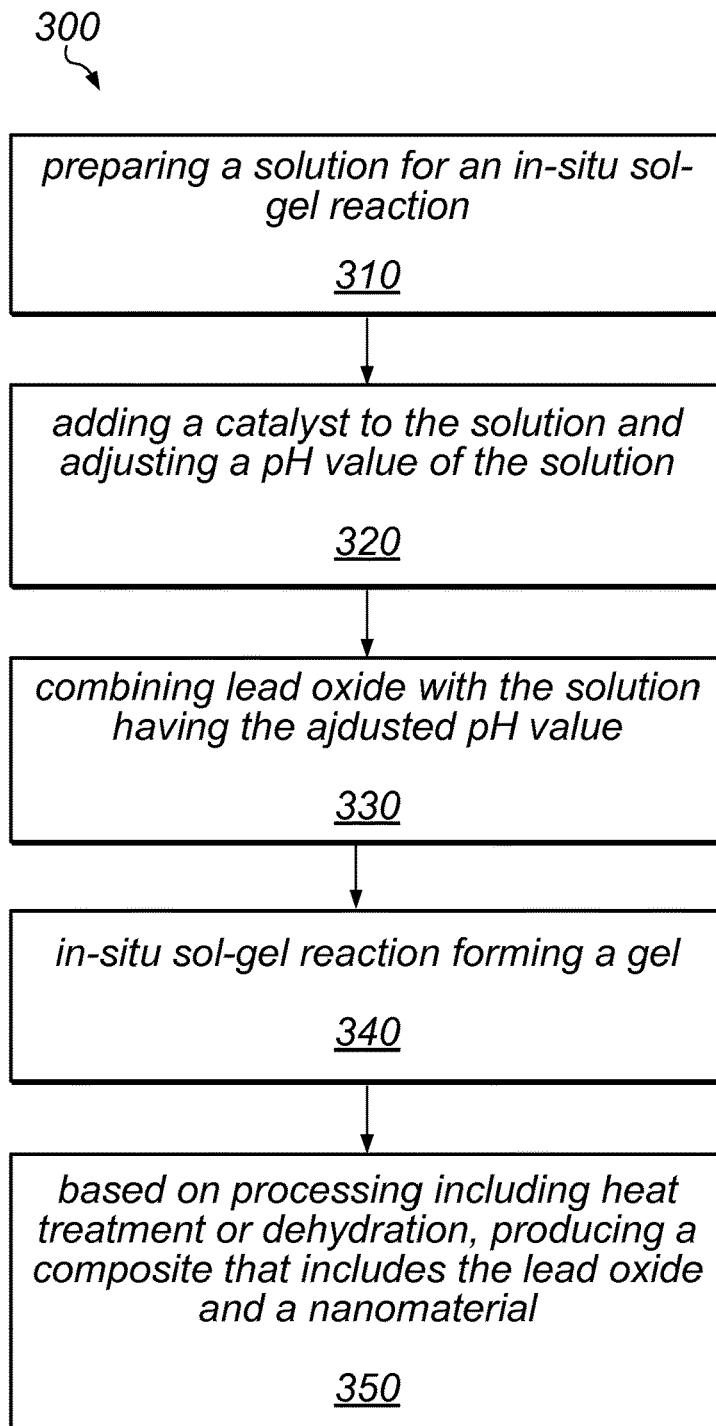 300
preparing a solution for an in-situ sol-
gel reaction
310
adding a catalyst to the solution and
adjusting a pH value of the solution
320
combining lead oxide with the solution
having the ajdusted pH value
330
in-situ sol-gel reaction forming a gel
340
based on processing including heat
treatment or dehydration, producing a
composite that includes the lead oxide
and a nanomaterial
350